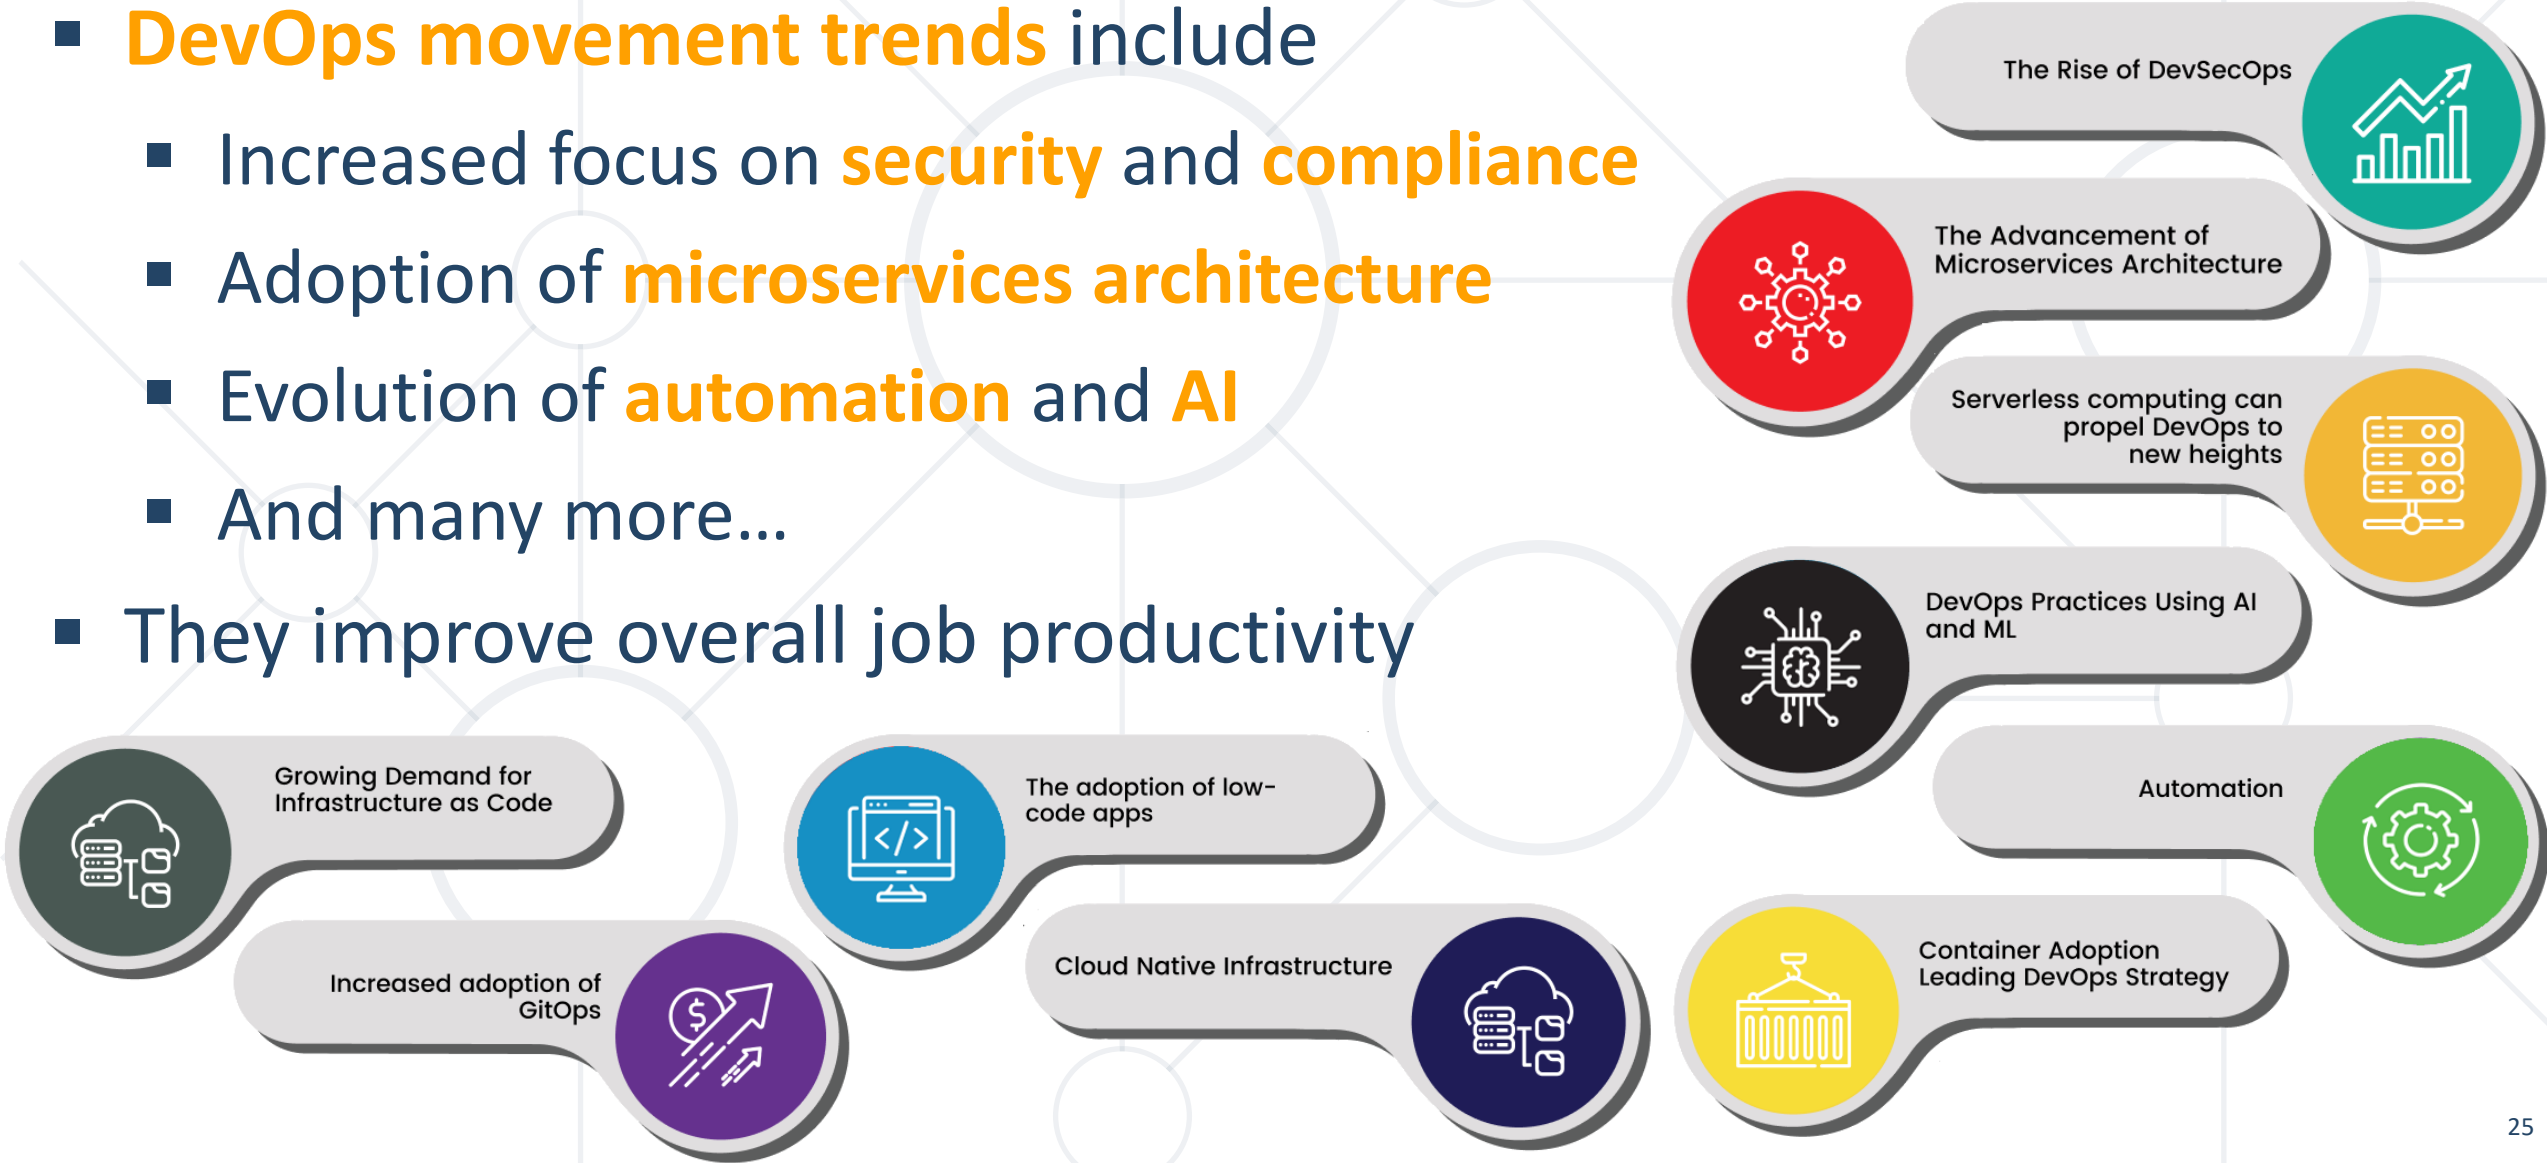 DevOps movement trends include
Increased focus on security and compliance
Adoption of microservices architecture
Evolution of automation and AI
And many more…
They improve overall job productivity
The Rise of DevSecOps
The Advancement of
Microservices Architecture
Serverless computing can
propel DevOps to
new heights
DevOps Practices Using AI
and ML
Automation
Container Adoption
Leading DevOps Strategy
Growing Demand for
Infrastructure as Code
Increased adoption of
GitOps
The adoption of low-
code apps
Cloud Native Infrastructure
25